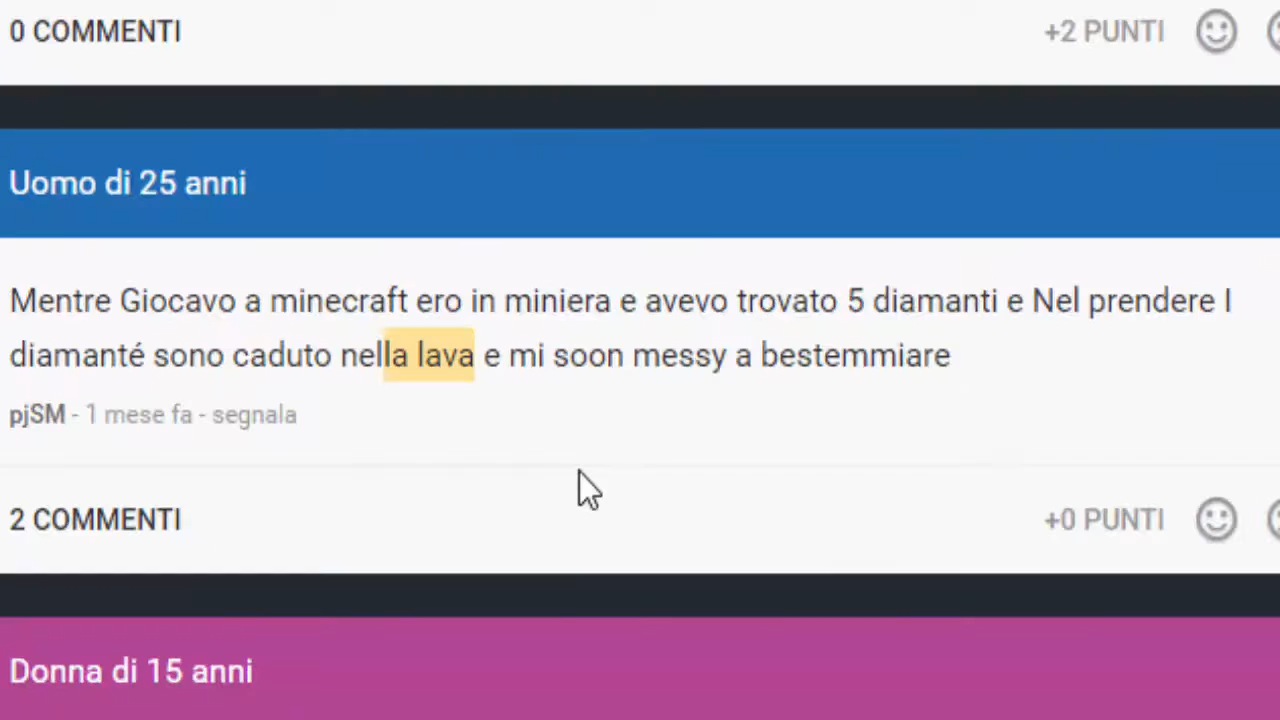 0 COMMENTI +2 PUNTI
Uomo di 25 anni
Mentre Giocavo a minecraft ero in miniera e avevo trovato 5 diamanti e Nel prendere I
diamanté sono caduto nella lava e mi soon messy a bestemmiare
pjSM - 1 mese fa - segnala
2 COMMENTI +0 PUNTI
Donna di 15 anni